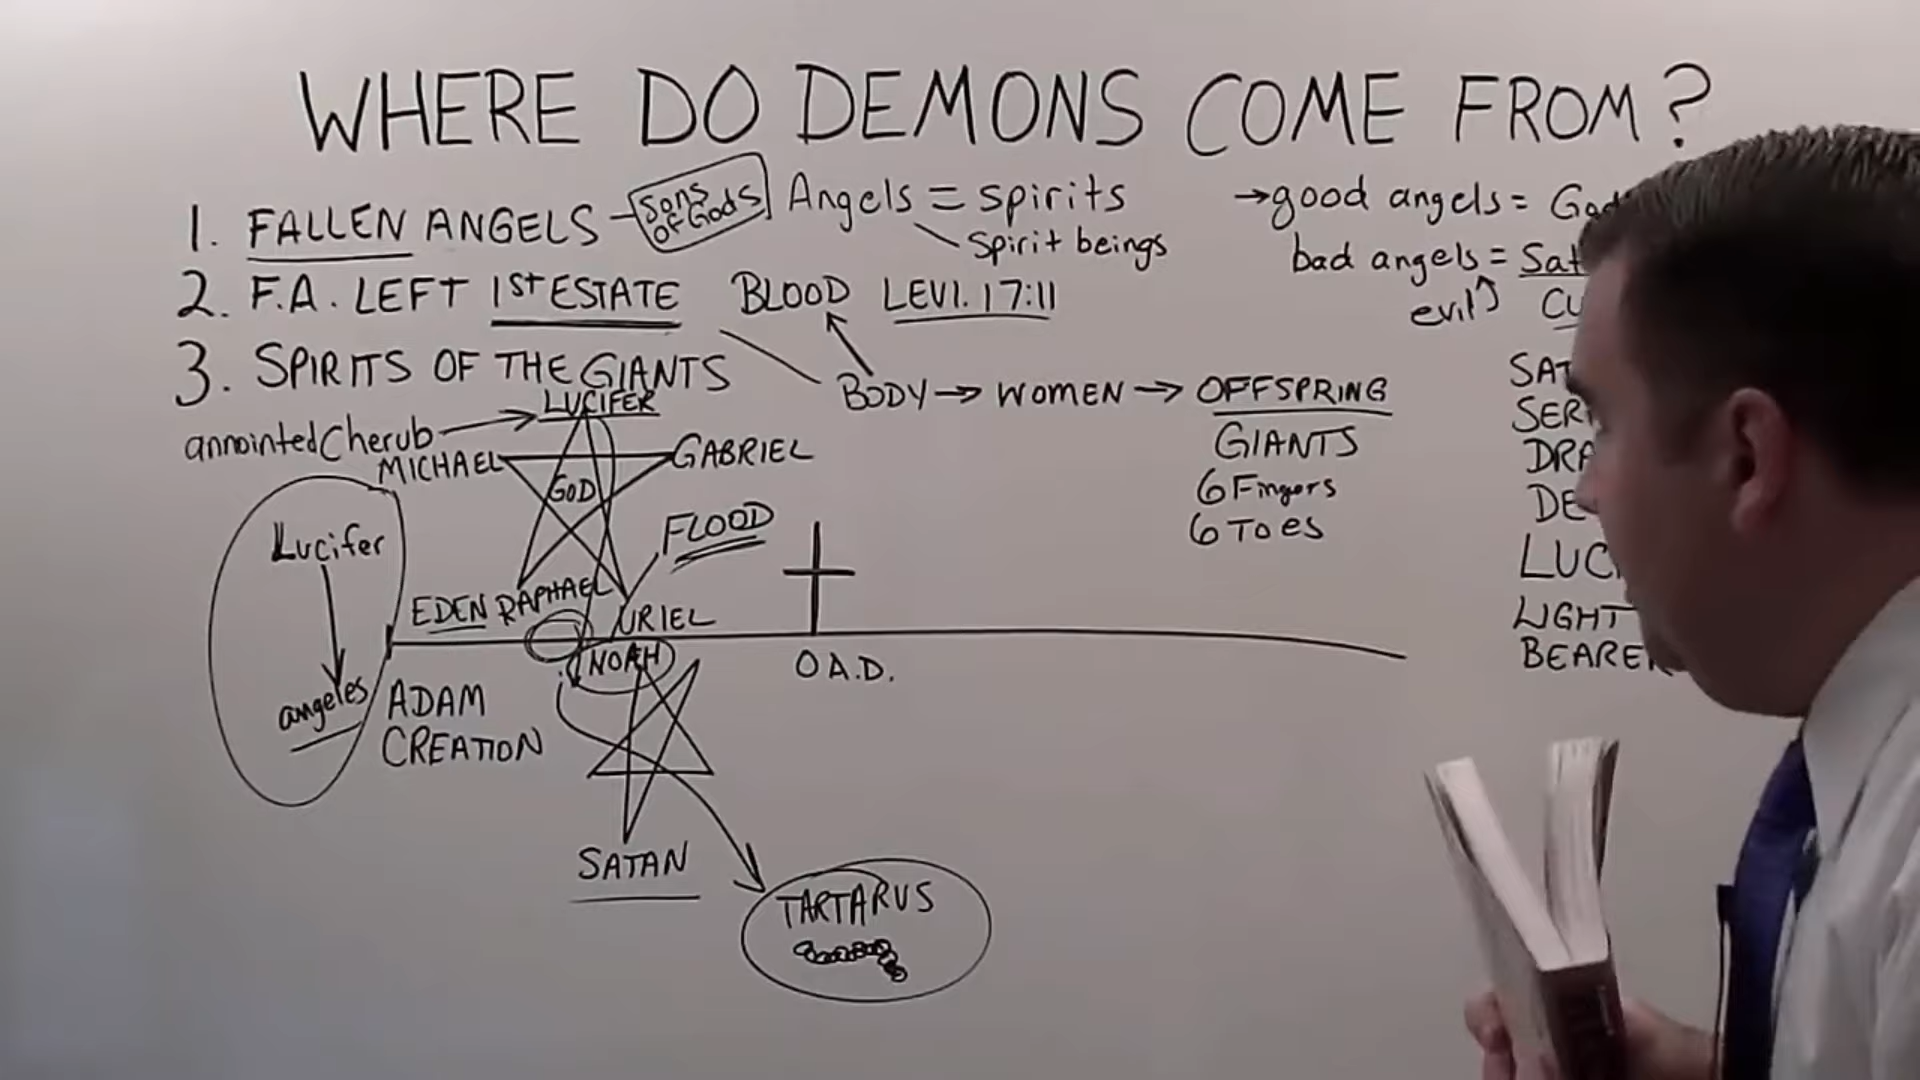 WHERE DO DEMONS COME FROM?
1. FALLEN ANGELS
Sons
of Gods
Angels = spirits
spirit beings
→ good angels =
bad angels =
evil
2. F.A. LEFT 1st ESTATE
BLOOD LEVI. 17:11
3. SPIRITS OF THE GIANTS
BODY → WOMEN → OFFSPRING
GIANTS
6 Fingers
6 Toes
LUCIFER
annointed Cherub
MICHAEL
GABRIEL
GOD
FLOOD
Lucifer
angeles
EDEN
RAPHAEL
URIEL
NOAH
O A.D.
ADAM
CREATION
SATAN
TARTARUS
LIGHT